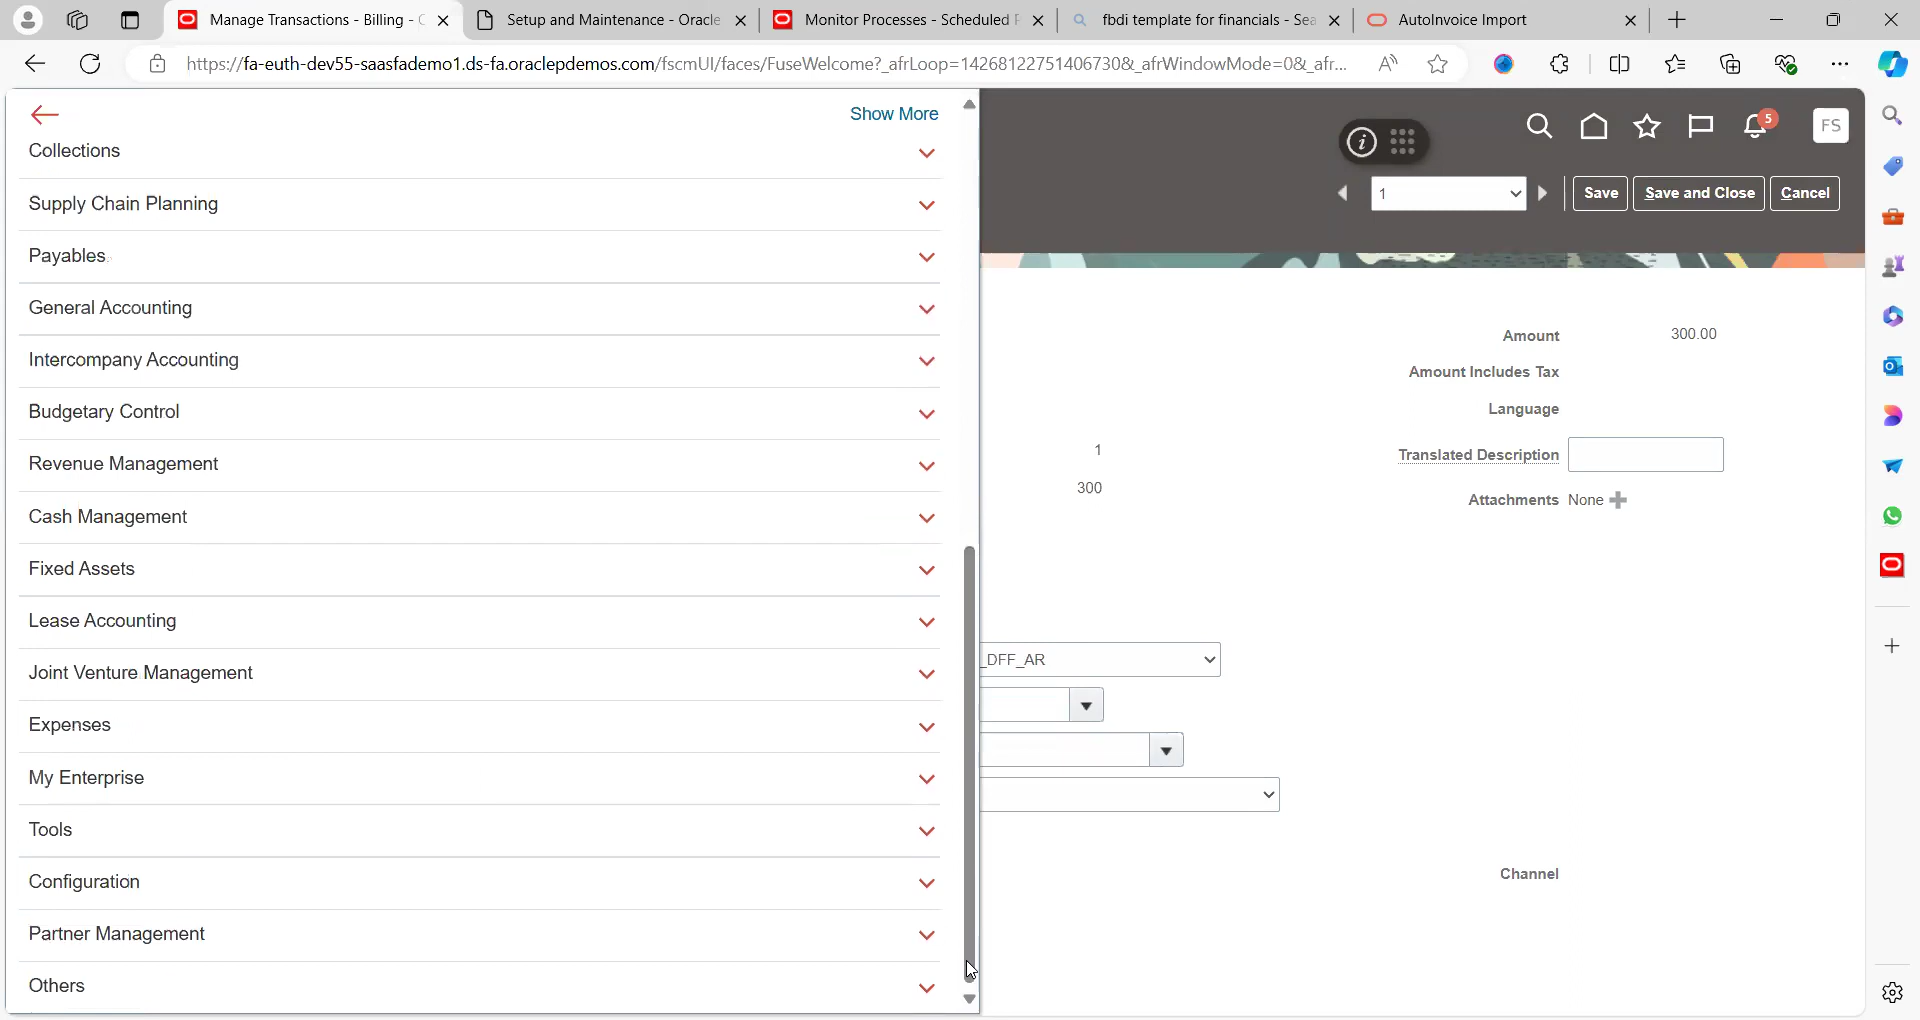 Manage Transactions - Billing - C
Setup and Maintenance - Oracle
Monitor Processes - Scheduled P
fbdi template for financials - Sea
AutoInvoice Import
https://fa-euth-dev55-saasfademo1.ds-fa.oraclepdemos.com/fscmUI/faces/FuseWelcome?_afrLoop=14268122751406730&_afrWindowMode=0&_afr...
Show More
5
FS
Collections
Supply Chain Planning
Payables
General Accounting
Intercompany Accounting
Budgetary Control
Revenue Management
Cash Management
Fixed Assets
Lease Accounting
Joint Venture Management
Expenses
My Enterprise
Tools
Configuration
Partner Management
Others
1
Save
Save and Close
Cancel
Amount 300.00
Amount Includes Tax
Language
1
Translated Description
300
Attachments None
_DFF_AR
Channel